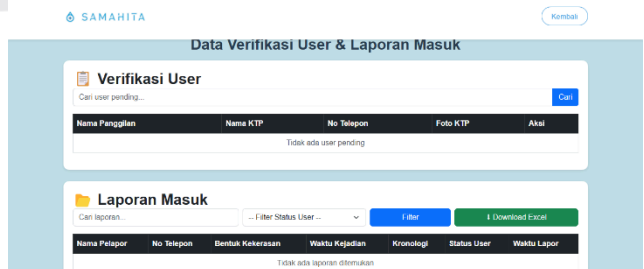 SAMAHITA
Kembali
Data Verifikasi User & Laporan Masuk
Verifikasi User
Cari user pending...
Cari
Nama Panggilan Nama KTP No Telepon Foto KTP Aksi
Tidak ada user pending
Laporan Masuk
Cari laporan...
-- Filter Status User --
Filter
Download Excel
Nama Pelapor No Telepon Bentuk Kekerasan Waktu Kejadian Kronologi Status User Waktu Lapor
Tidak ada laporan ditemukan